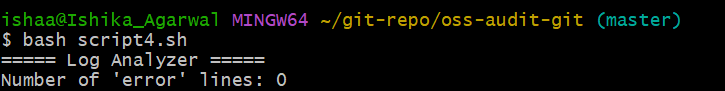 ishaa@Ishika_Agarwal MINGW64 ~/git-repo/oss-audit-git (master)
$ bash script4.sh
===== Log Analyzer =====
Number of 'error' lines: 0